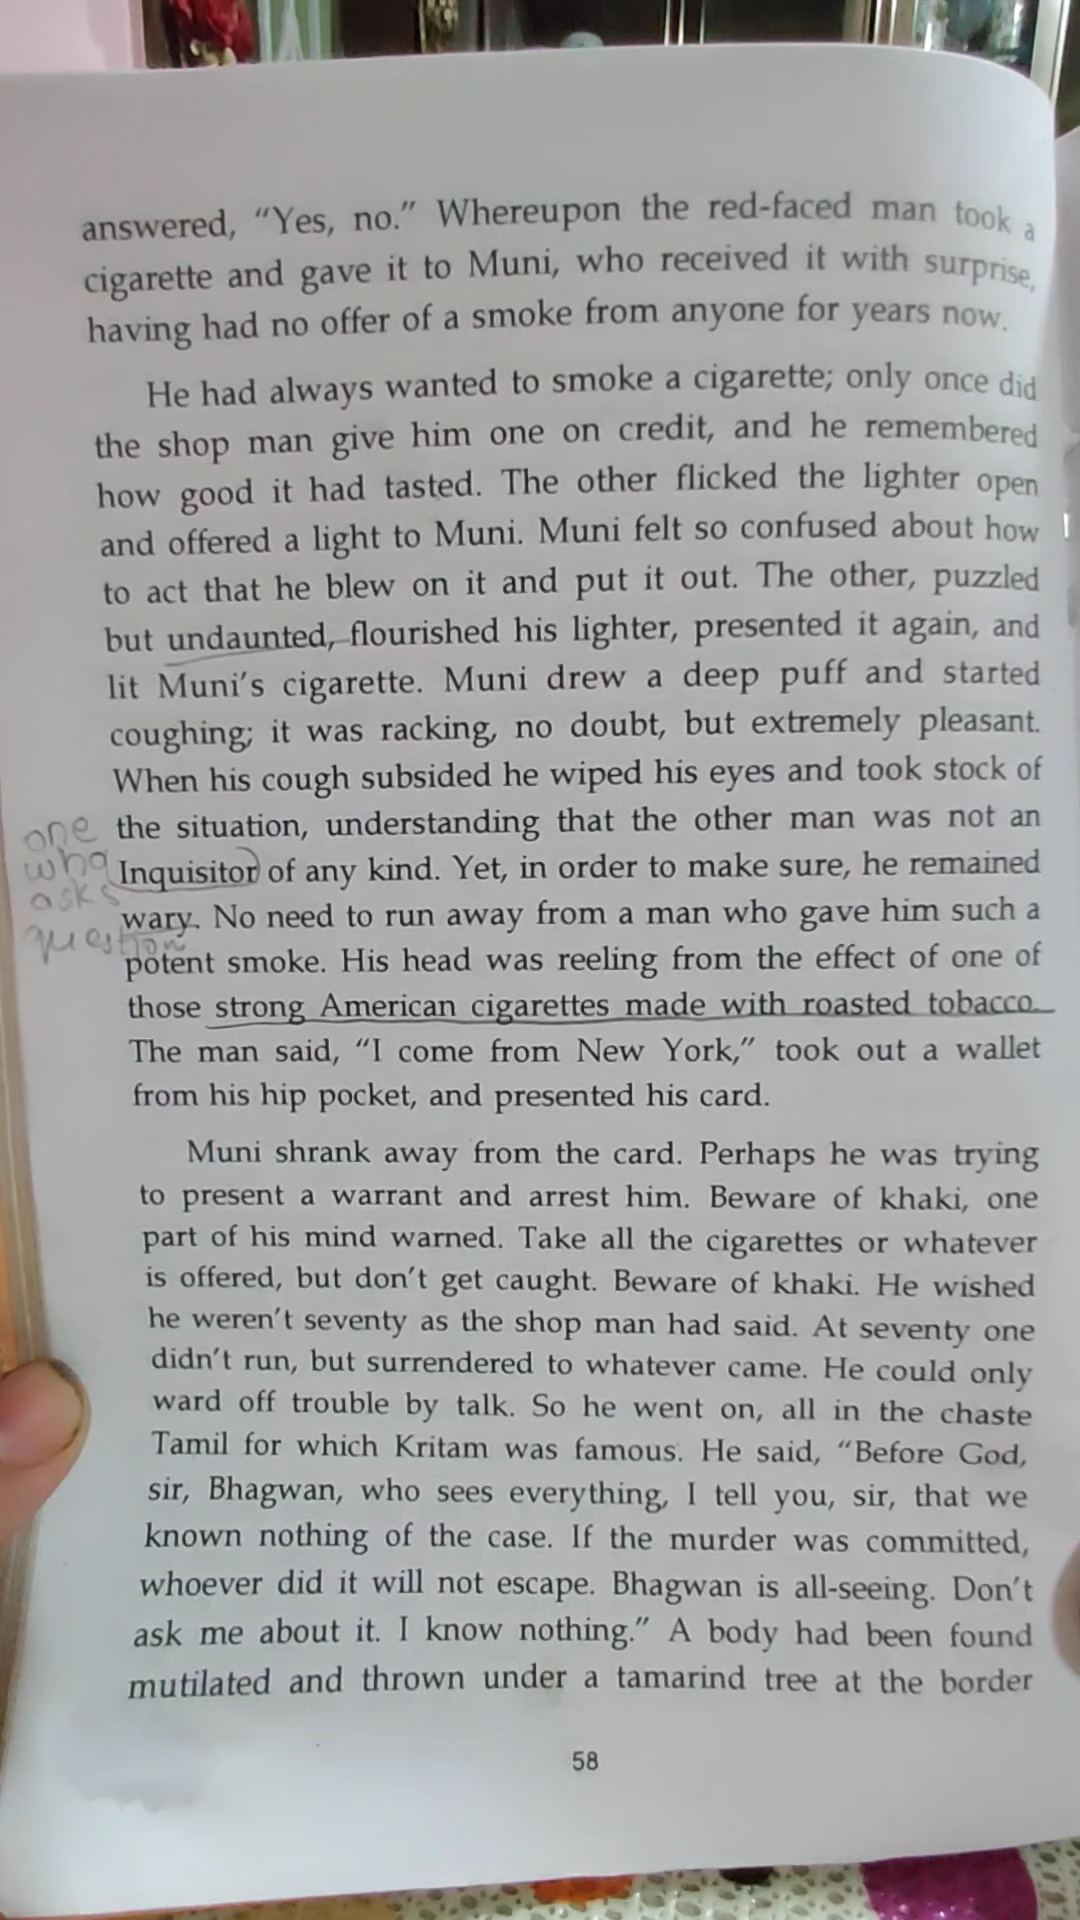 answered, “Yes, no.” Whereupon the red-faced man took a
cigarette and gave it to Muni, who received it with surprise,
having had no offer of a smoke from anyone for years now.
He had always wanted to smoke a cigarette; only once did
the shop man give him one on credit, and he remembered
how good it had tasted. The other flicked the lighter open
and offered a light to Muni. Muni felt so confused about how
to act that he blew on it and put it out. The other, puzzled
but undaunted, flourished his lighter, presented it again, and
lit Muni’s cigarette. Muni drew a deep puff and started
coughing; it was racking, no doubt, but extremely pleasant.
When his cough subsided he wiped his eyes and took stock of
the situation, understanding that the other man was not an
Inquisitor of any kind. Yet, in order to make sure, he remained
wary. No need to run away from a man who gave him such a
potent smoke. His head was reeling from the effect of one of
those strong American cigarettes made with roasted tobacco.
The man said, “I come from New York,” took out a wallet
from his hip pocket, and presented his card.
Muni shrank away from the card. Perhaps he was trying
to present a warrant and arrest him. Beware of khaki, one
part of his mind warned. Take all the cigarettes or whatever
is offered, but don’t get caught. Beware of khaki. He wished
he weren’t seventy as the shop man had said. At seventy one
didn’t run, but surrendered to whatever came. He could only
ward off trouble by talk. So he went on, all in the chaste
Tamil for which Kritam was famous. He said, “Before God,
sir, Bhagwan, who sees everything, I tell you, sir, that we
known nothing of the case. If the murder was committed,
whoever did it will not escape. Bhagwan is all-seeing. Don’t
ask me about it. I know nothing.” A body had been found
mutilated and thrown under a tamarind tree at the border
58
one
who
asks
question